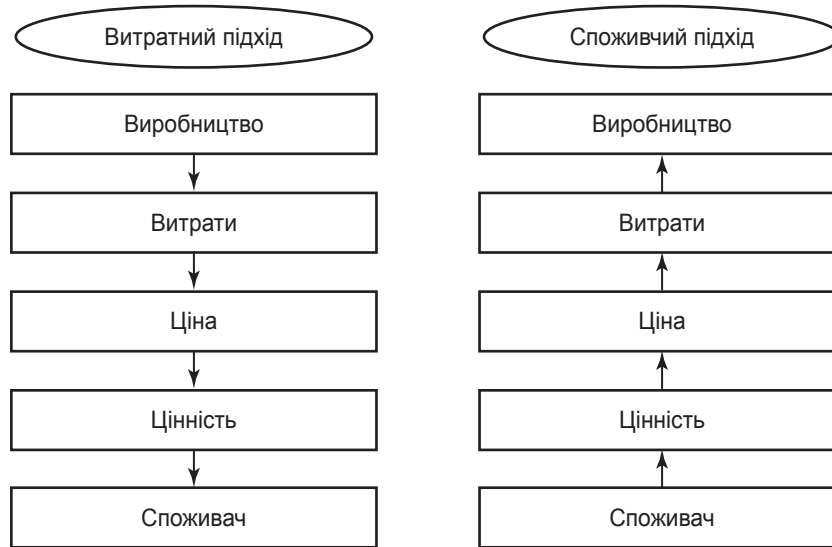 Витратний підхід
Виробництво
Витрати
Ціна
Цінність
Споживач
Споживчий підхід
Виробництво
Витрати
Ціна
Цінність
Споживач